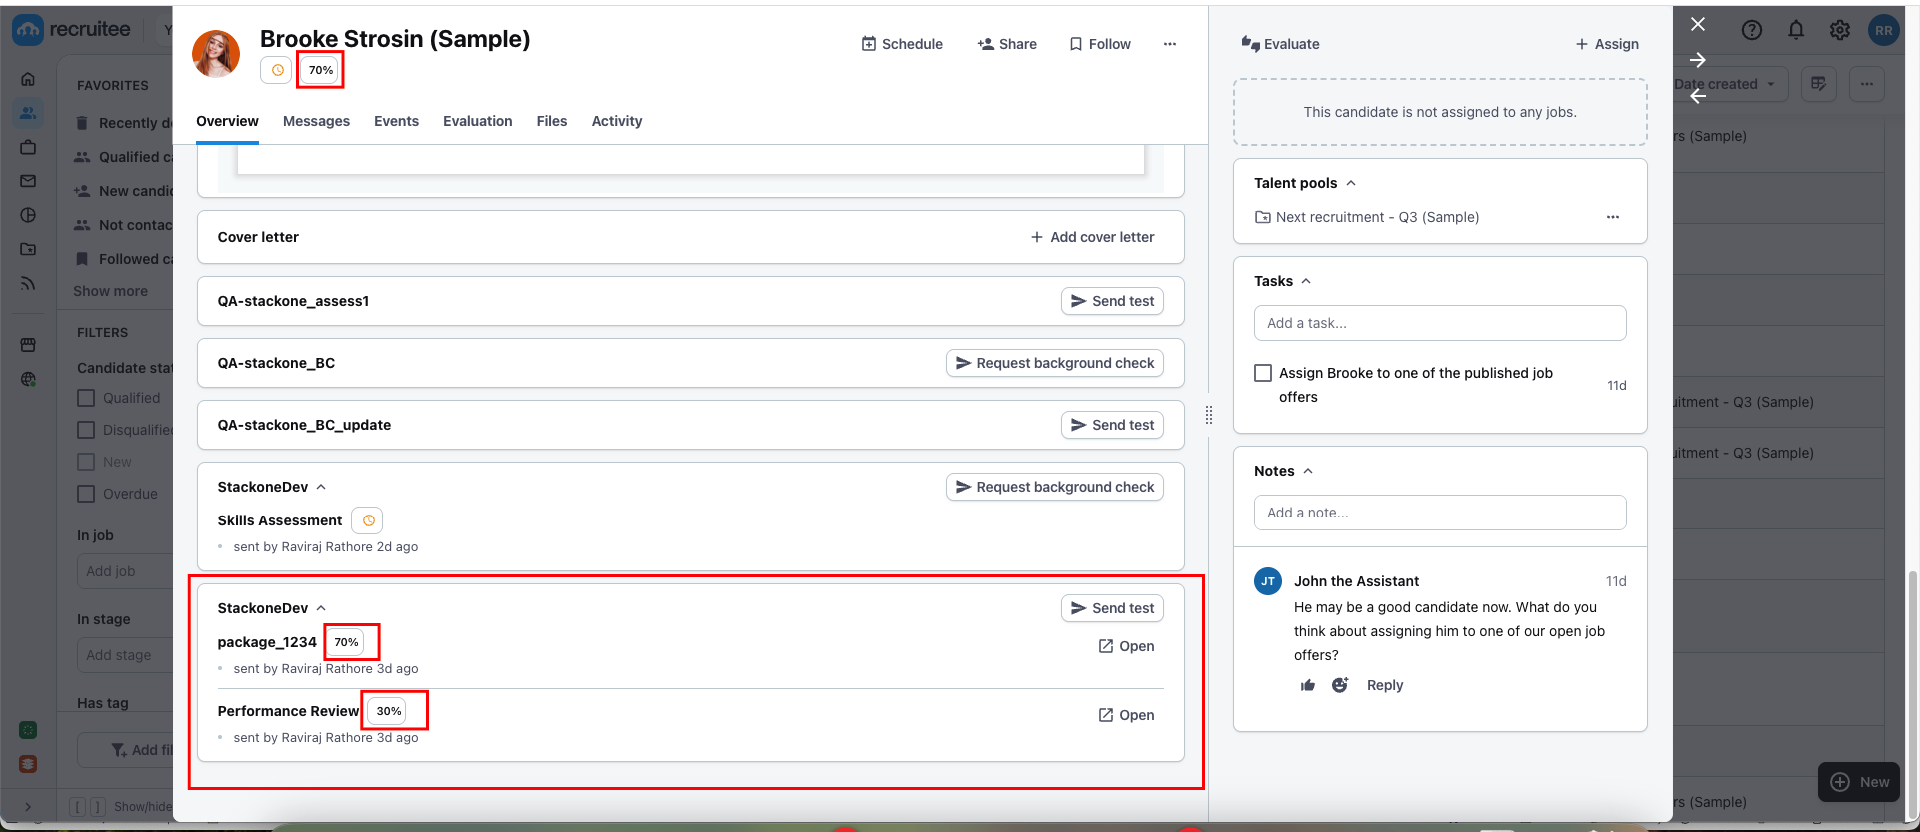 recruitee
Y
Date created
RR
FAVORITES
Recently de
Qualified ca
New candid
Not contac
Followed ca
Show more
FILTERS
Candidate stat
Qualified
Disqualified
New
Overdue
In job
Add job
In stage
Add stage
Has tag
Add fil
[ ] Show/hide
Brooke Strosin (Sample)
70%
Schedule
Share
Follow
Overview
Messages
Events
Evaluation
Files
Activity
Cover letter
Add cover letter
QA-stackone_assess1
Send test
QA-stackone_BC
Request background check
QA-stackone_BC_update
Send test
StackoneDev
Request background check
Skills Assessment
sent by Raviraj Rathore 2d ago
StackoneDev
Send test
package_1234 70%
Open
sent by Raviraj Rathore 3d ago
Performance Review 30%
Open
sent by Raviraj Rathore 3d ago
Evaluate
Assign
This candidate is not assigned to any jobs.
Talent pools
Next recruitment - Q3 (Sample)
Tasks
Add a task...
Assign Brooke to one of the published job
offers
11d
Notes
Add a note...
JT
John the Assistant
11d
He may be a good candidate now. What do you
think about assigning him to one of our open job
offers?
Reply
rs (Sample)
uitment - Q3 (Sample)
uitment - Q3 (Sample)
New
rs (Sample)